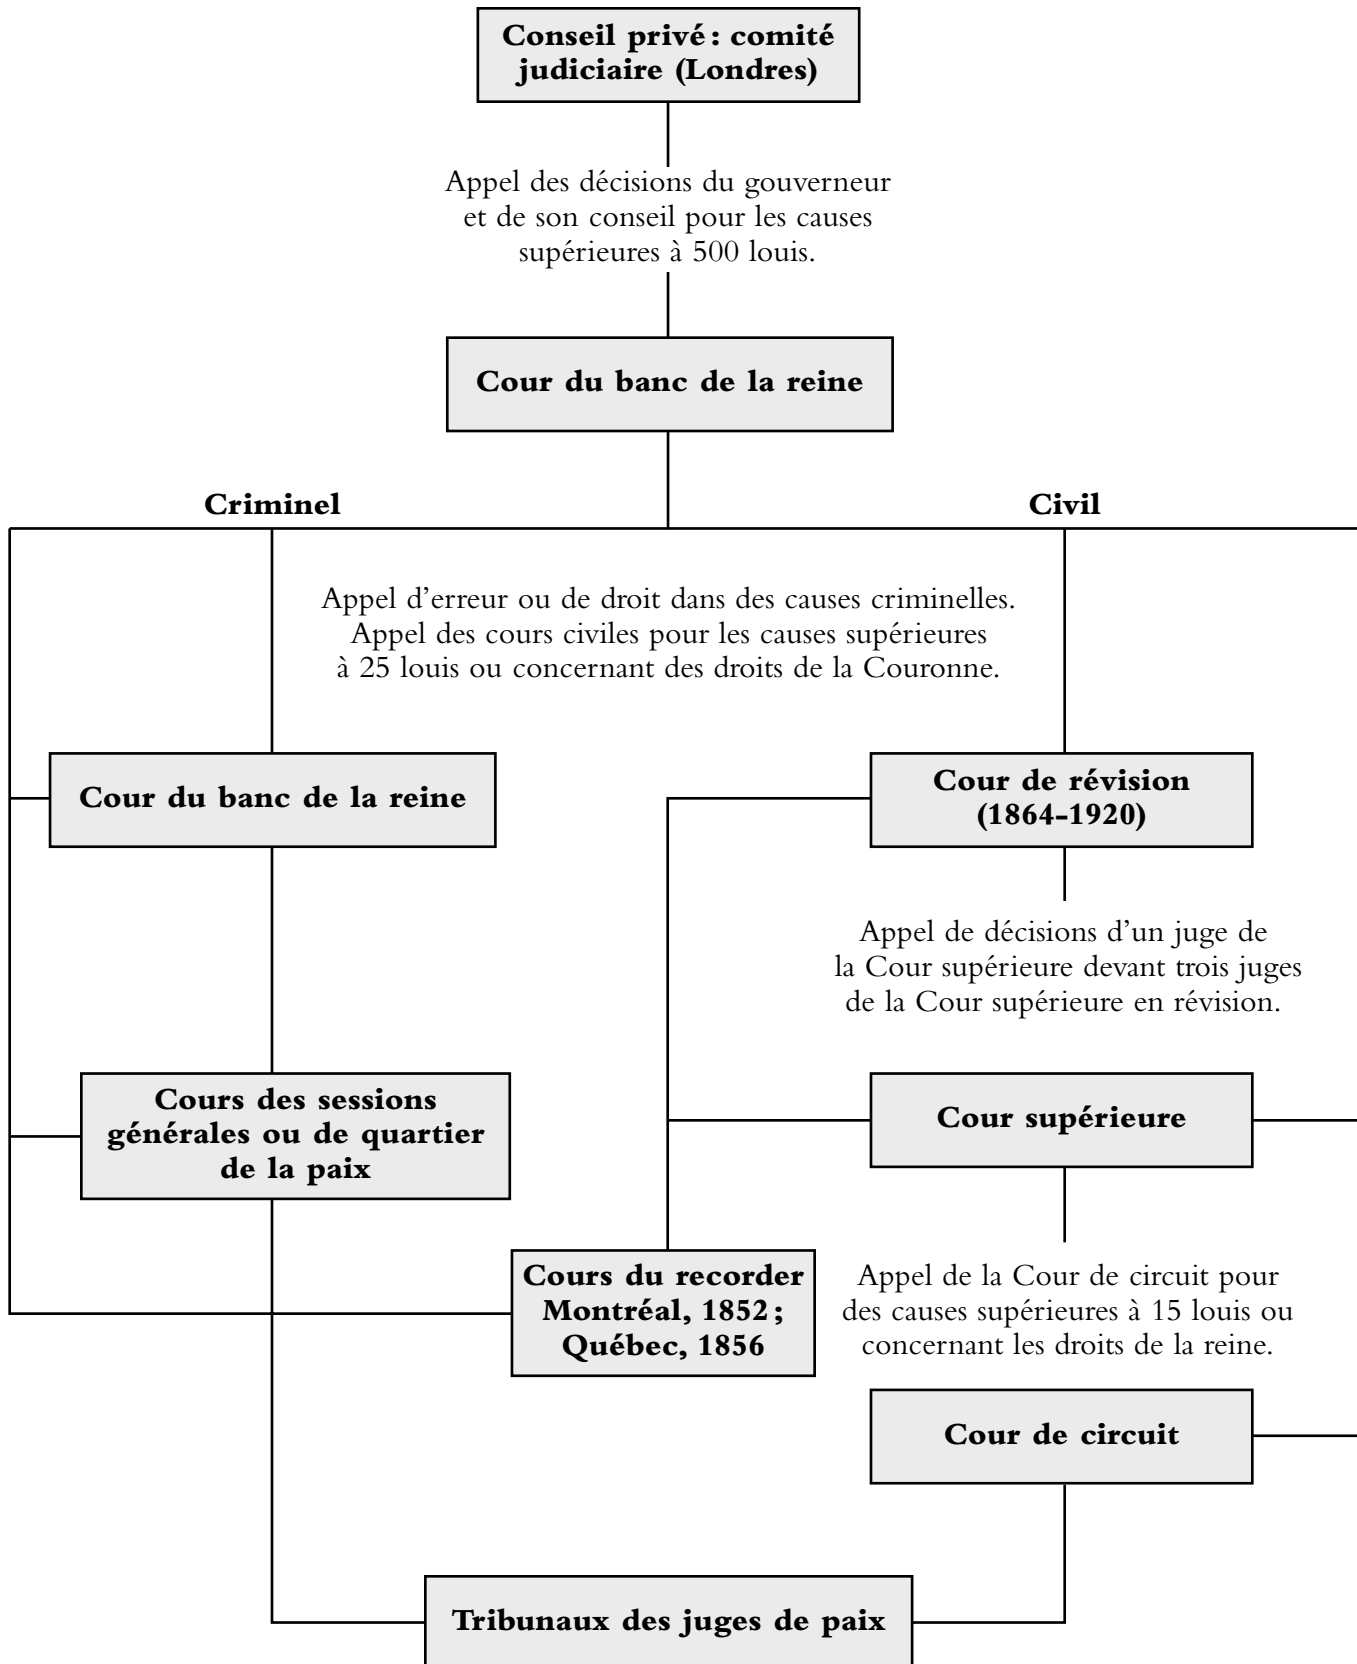 Conseil privé : comité
judiciaire (Londres)
Appel des décisions du gouverneur
et de son conseil pour les causes
supérieures à 500 louis.
Cour du banc de la reine
Criminel
Civil
Appel d’erreur ou de droit dans des causes criminelles.
Appel des cours civiles pour les causes supérieures
à 25 louis ou concernant des droits de la Couronne.
Cour du banc de la reine
Cour de révision
(1864-1920)
Appel de décisions d’un juge de
la Cour supérieure devant trois juges
de la Cour supérieure en révision.
Cours des sessions
générales ou de quartier
de la paix
Cour supérieure
Cours du recorder
Montréal, 1852 ;
Québec, 1856
Appel de la Cour de circuit pour
des causes supérieures à 15 louis ou
concernant les droits de la reine.
Cour de circuit
Tribunaux des juges de paix